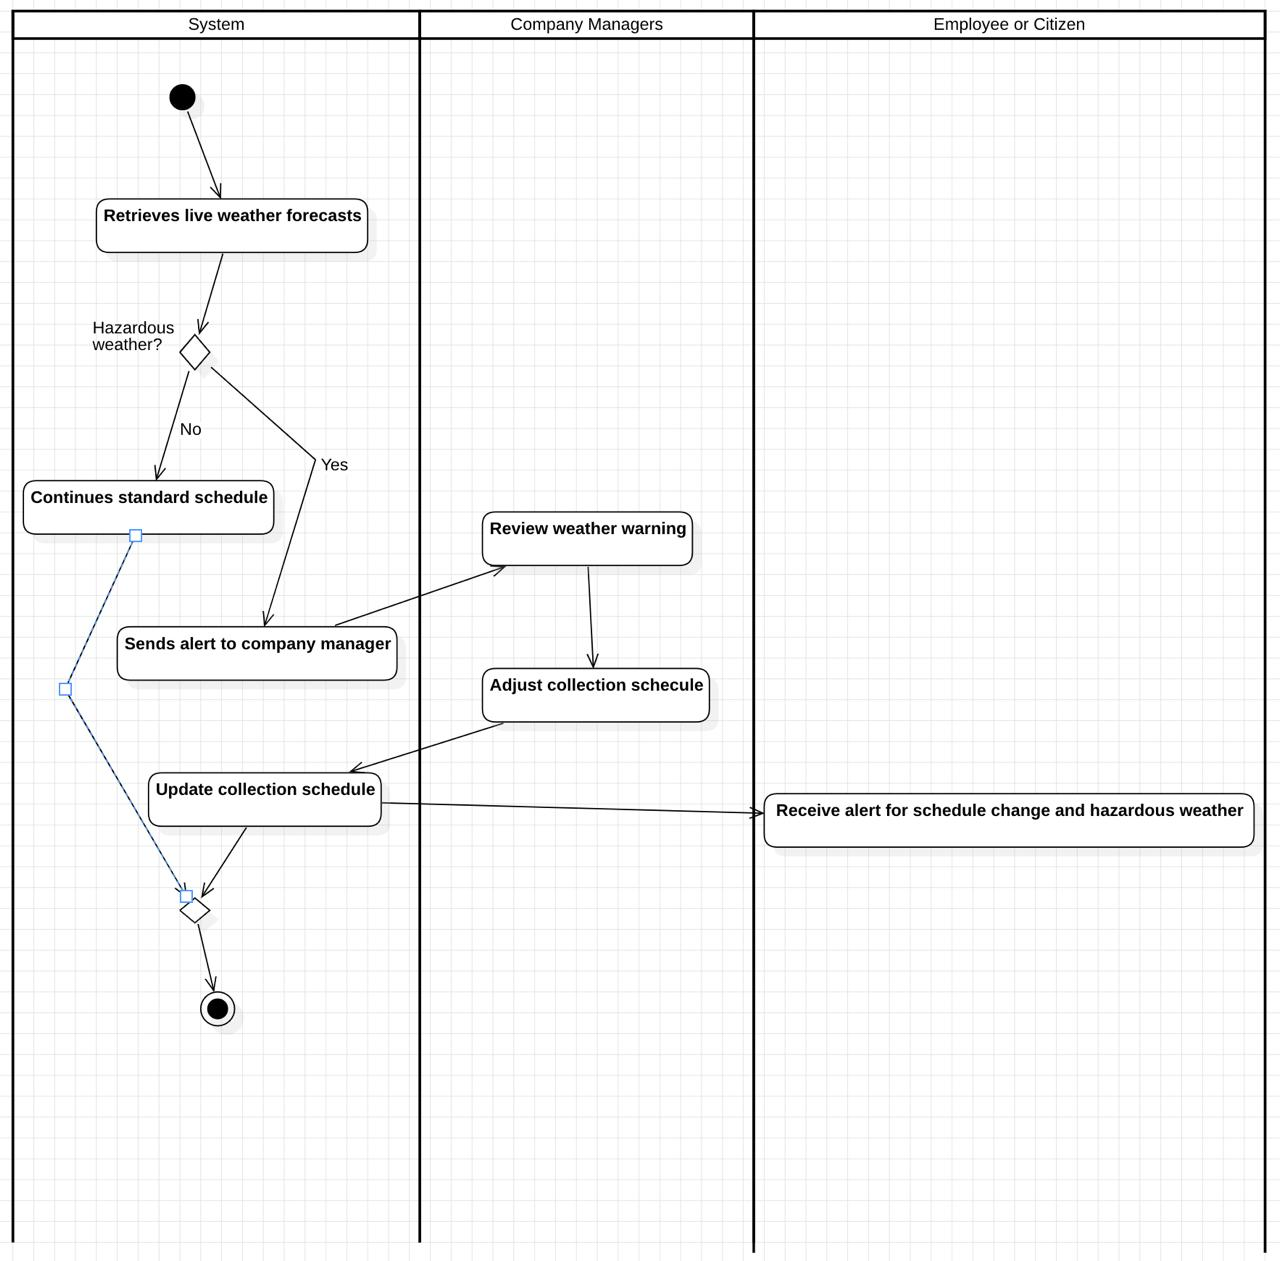 System
Company Managers
Employee or Citizen
Retrieves live weather forecasts
Hazardous
weather?
No
Yes
Continues standard schedule
Review weather warning
Sends alert to company manager
Adjust collection schecule
Update collection schedule
Receive alert for schedule change and hazardous weather